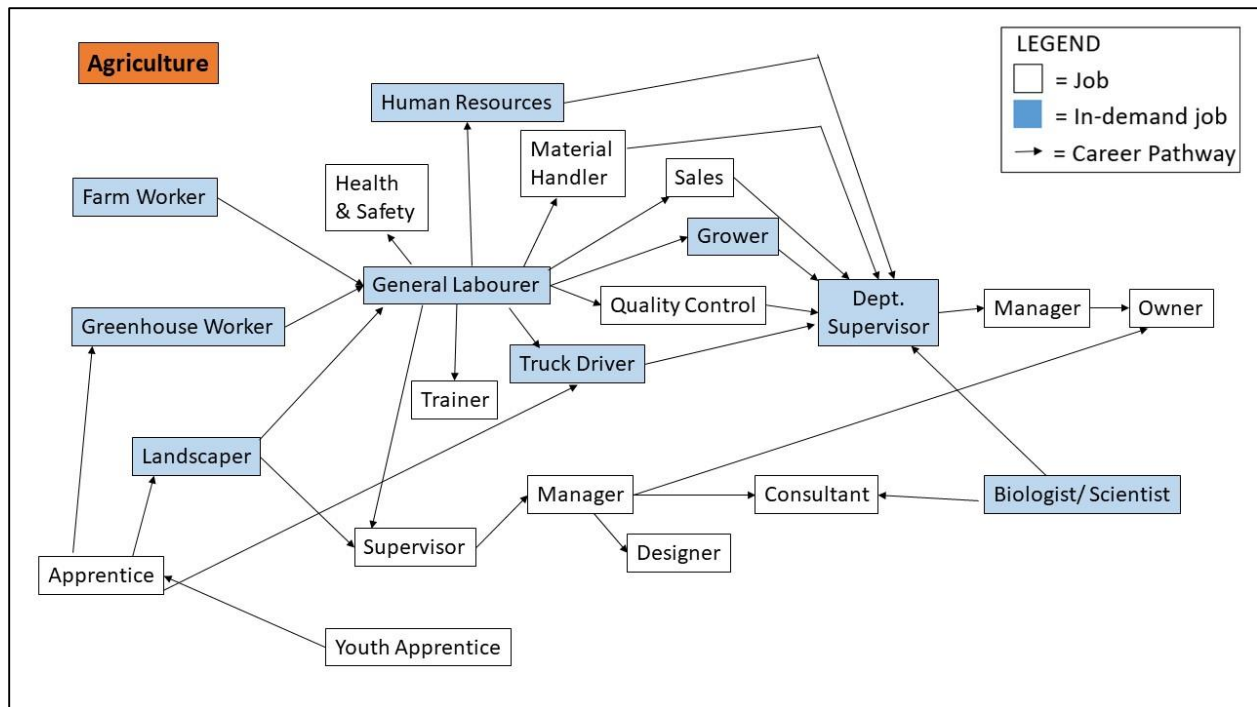 Agriculture
LEGEND
= Job
= In-demand job
= Career Pathway
Human Resources
Material
Handler
Sales
Health
& Safety
Farm Worker
Grower
General Labourer
Quality Control
Dept.
Supervisor
Manager
Owner
Greenhouse Worker
Truck Driver
Trainer
Landscaper
Manager
Consultant
Biologist/ Scientist
Supervisor
Designer
Apprentice
Youth Apprentice